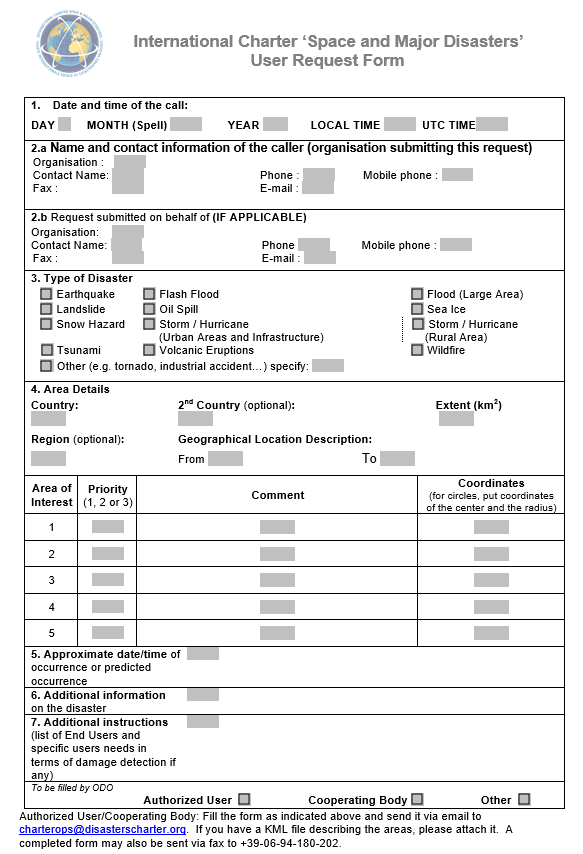 International Charter ‘Space and Major Disasters’
User Request Form
1. Date and time of the call:
DAY MONTH (Spell) YEAR LOCAL TIME UTC TIME
2.a Name and contact information of the caller (organisation submitting this request)
Organisation :
Contact Name: Phone : Mobile phone :
Fax : E-mail :
2.b Request submitted on behalf of (IF APPLICABLE)
Organisation:
Contact Name: Phone Mobile phone :
Fax : E-mail :
3. Type of Disaster
Earthquake Flash Flood Flood (Large Area)
Landslide Oil Spill Sea Ice
Snow Hazard Storm / Hurricane Storm / Hurricane
(Urban Areas and Infrastructure) (Rural Area)
Tsunami Volcanic Eruptions Wildfire
Other (e.g. tornado, industrial accident…) specify:
4. Area Details
Country: 2nd Country (optional): Extent (km2)
Region (optional): Geographical Location Description:
From To
Area of Interest Priority (1, 2 or 3) Comment Coordinates (for circles, put coordinates of the center and the radius)
1
2
3
4
5
5. Approximate date/time of
occurrence or predicted
occurrence
6. Additional information
on the disaster
7. Additional instructions
(list of End Users and
specific users needs in
terms of damage detection if
any)
To be filled by ODO
Authorized User Cooperating Body Other
Authorized User/Cooperating Body: Fill the form as indicated above and send it via email to
charterops@disasterscharter.org. If you have a KML file describing the areas, please attach it. A
completed form may also be sent via fax to +39-06-94-180-202.